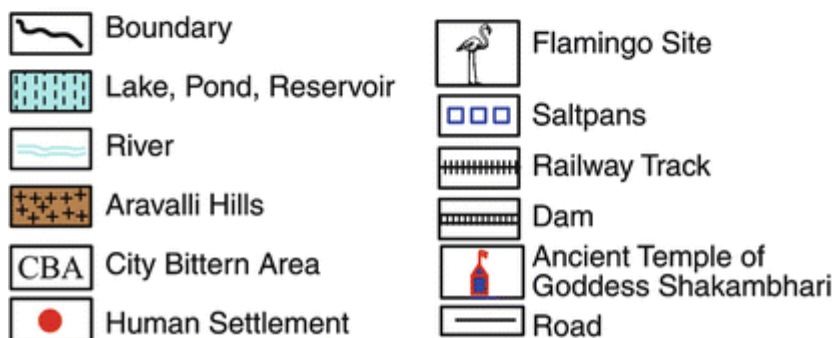 Boundary
Lake, Pond, Reservoir
River
Aravalli Hills
CBA City Bittern Area
Human Settlement
Flamingo Site
Saltpans
Railway Track
Dam
Ancient Temple of
Goddess Shakambhari
Road